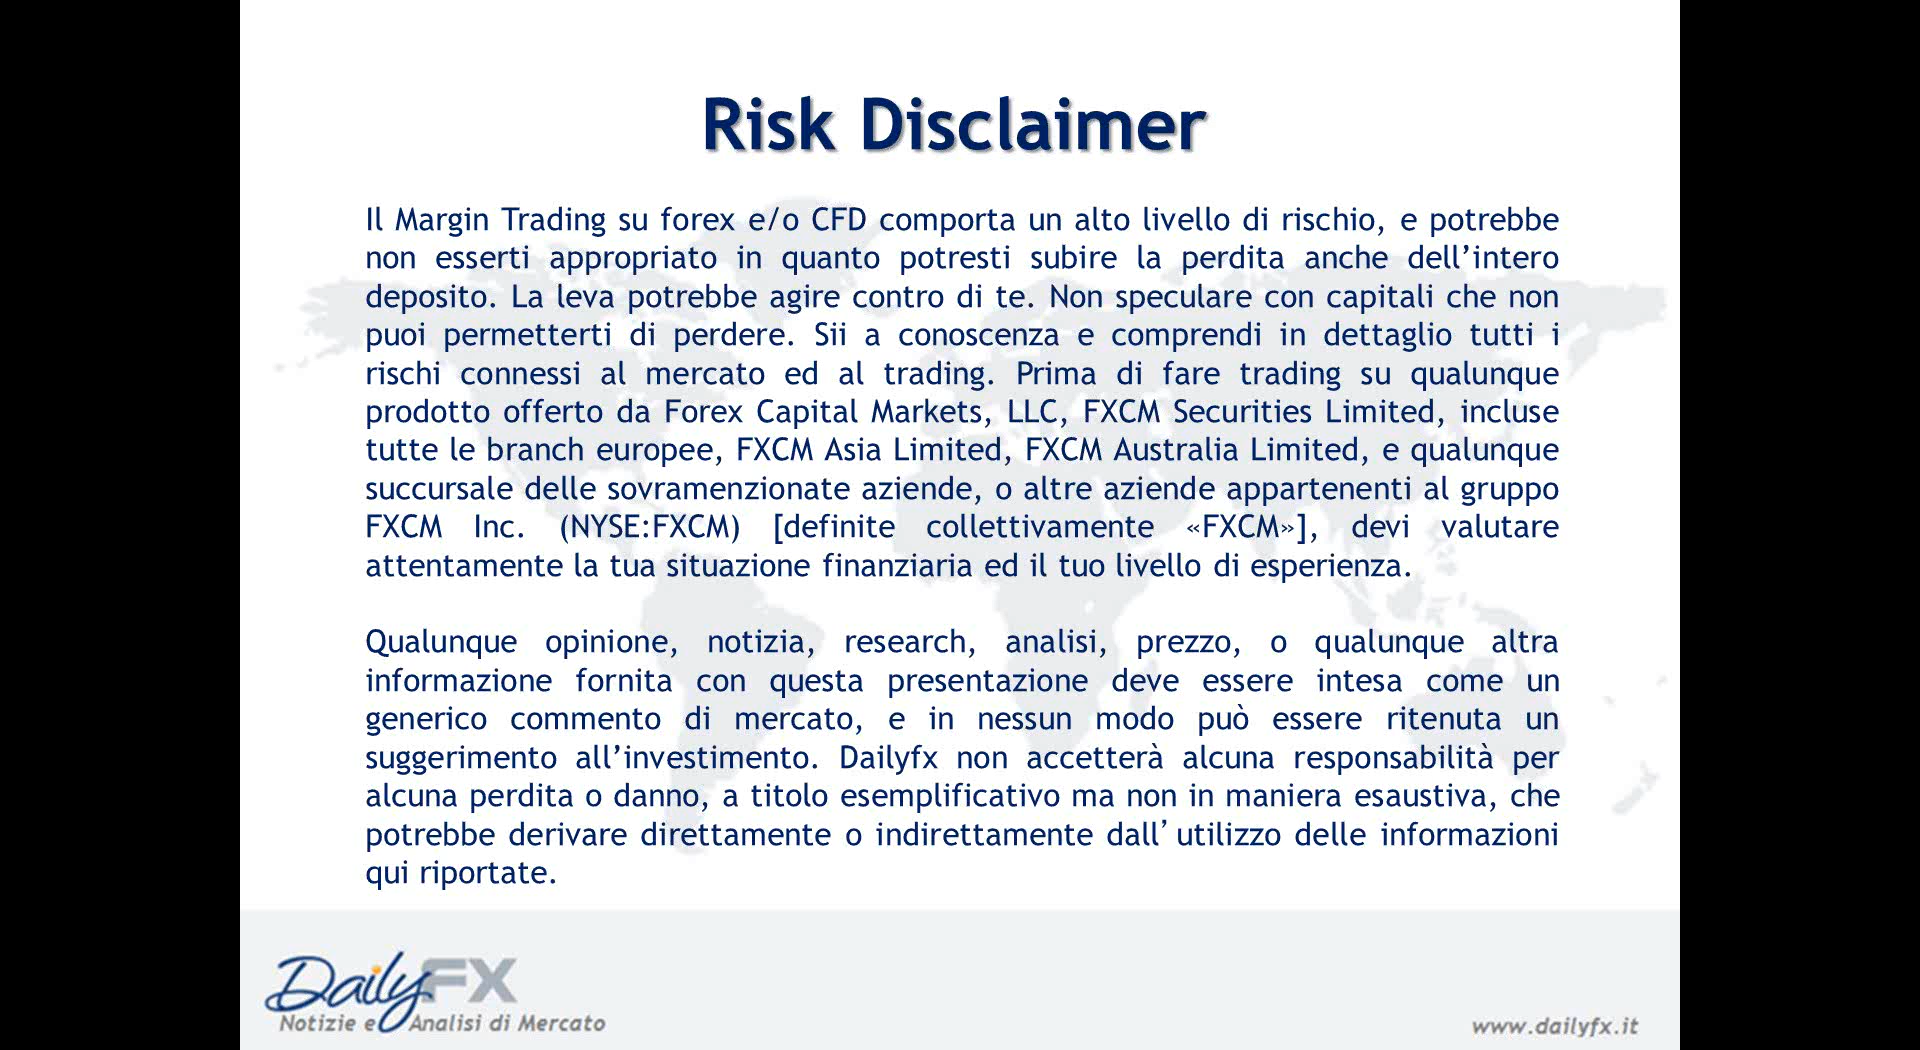 Risk Disclaimer
Il Margin Trading su forex e/o CFD comporta un alto livello di rischio, e potrebbe
non esserti appropriato in quanto potresti subire la perdita anche dell’intero
deposito. La leva potrebbe agire contro di te. Non speculare con capitali che non
puoi permetterti di perdere. Sii a conoscenza e comprendi in dettaglio tutti i
rischi connessi al mercato ed al trading. Prima di fare trading su qualunque
prodotto offerto da Forex Capital Markets, LLC, FXCM Securities Limited, incluse
tutte le branch europee, FXCM Asia Limited, FXCM Australia Limited, e qualunque
succursale delle sovramenzionate aziende, o altre aziende appartenenti al gruppo
FXCM Inc. (NYSE:FXCM) [definite collettivamente «FXCM»], devi valutare
attentamente la tua situazione finanziaria ed il tuo livello di esperienza.
Qualunque opinione, notizia, research, analisi, prezzo, o qualunque altra
informazione fornita con questa presentazione deve essere intesa come un
generico commento di mercato, e in nessun modo può essere ritenuta un
suggerimento all’investimento. Dailyfx non accetterà alcuna responsabilità per
alcuna perdita o danno, a titolo esemplificativo ma non in maniera esaustiva, che
potrebbe derivare direttamente o indirettamente dall’utilizzo delle informazioni
qui riportate.
DailyFX
Notizie e Analisi di Mercato
www.dailyfx.it